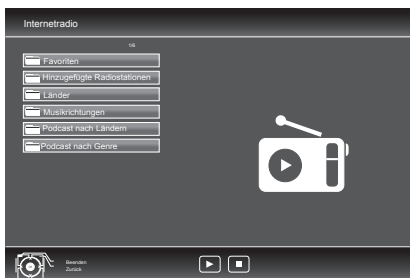 Internetradio
1/6
Favoriten
Hinzugefügte Radiostationen
Länder
Musikrichtungen
Podcast nach Ländern
Podcast nach Genre
Beenden
Zurück